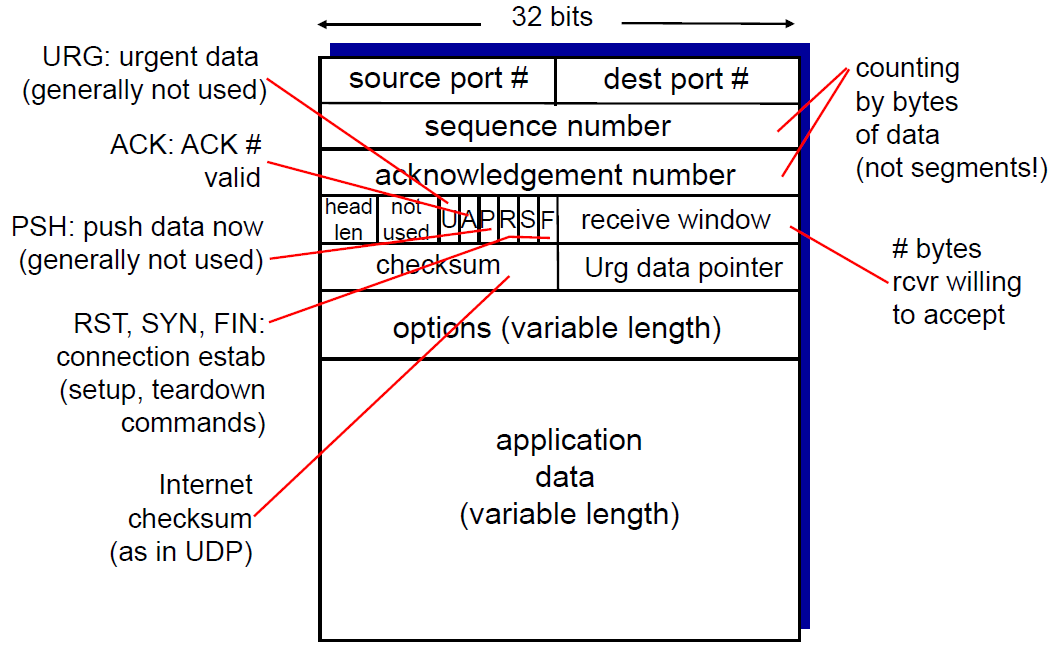 32 bits
URG: urgent data
(generally not used)
ACK: ACK #
valid
PSH: push data now
(generally not used)
RST, SYN, FIN:
connection estab
(setup, teardown
commands)
Internet
checksum
(as in UDP)
source port #
dest port #
sequence number
acknowledgement number
head
len
not
used
U
A
P
R
S
F
receive window
checksum
Urg data pointer
options (variable length)
application
data
(variable length)
counting
by bytes
of data
(not segments!)
# bytes
rcvr willing
to accept